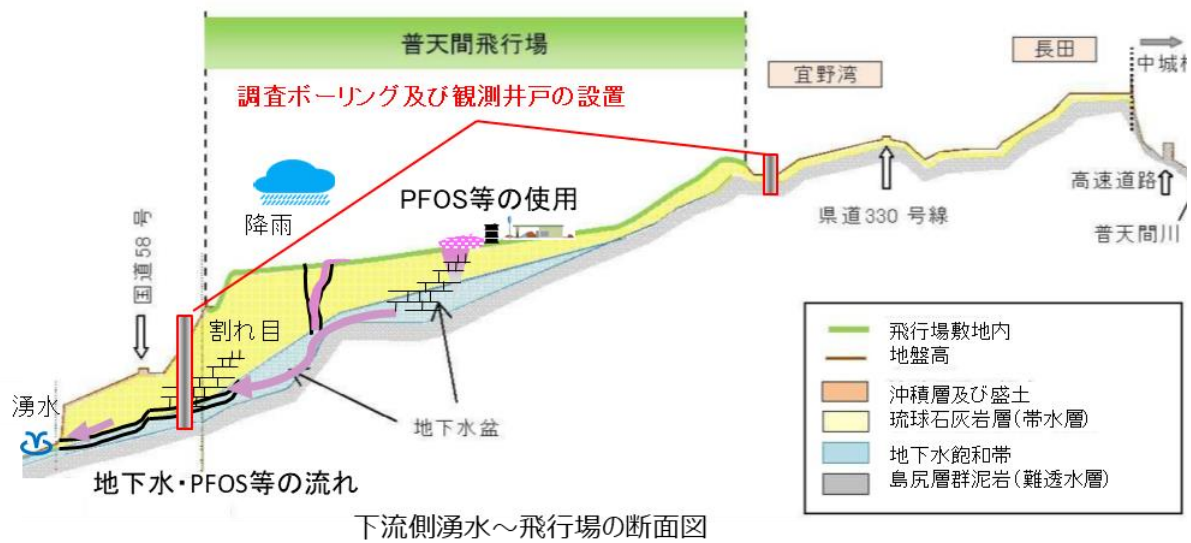 普天間飛行場
長田
中城村
宜野湾
調査ボーリング及び観測井戸の設置
高速道路
PFOS等の使用
降雨
県道330 号線
普天間川
国道58 号
割れ目
湧水
地下水盆
地下水・PFOS等の流れ
飛行場敷地内
地盤高
沖積層及び盛土
琉球石灰岩層(帯水層)
地下水飽和帯
島尻層群泥岩(難透水層)
下流側湧水～飛行場の断面図